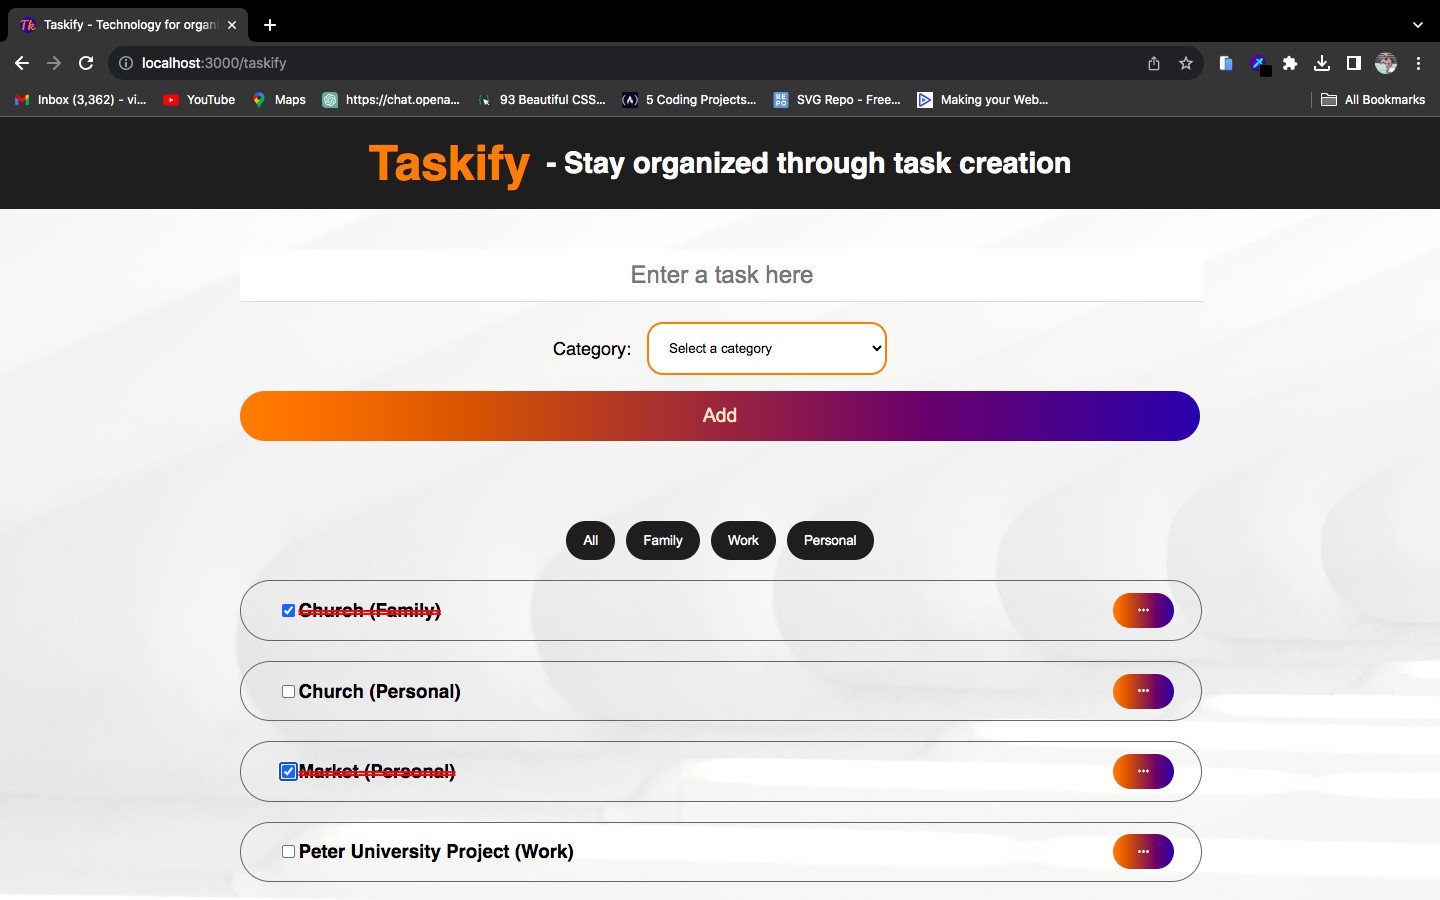 Tk Taskify - Technology for organi
localhost:3000/taskify
Inbox (3,362) - vi... YouTube Maps https://chat.opena... 93 Beautiful CSS... 5 Coding Projects... REPO SVG Repo - Free... Making your Web... All Bookmarks
Taskify - Stay organized through task creation
Enter a task here
Category: Select a category
Add
All Family Work Personal
Church (Family) ...
Church (Personal) ...
Market (Personal) ...
Peter University Project (Work) ...